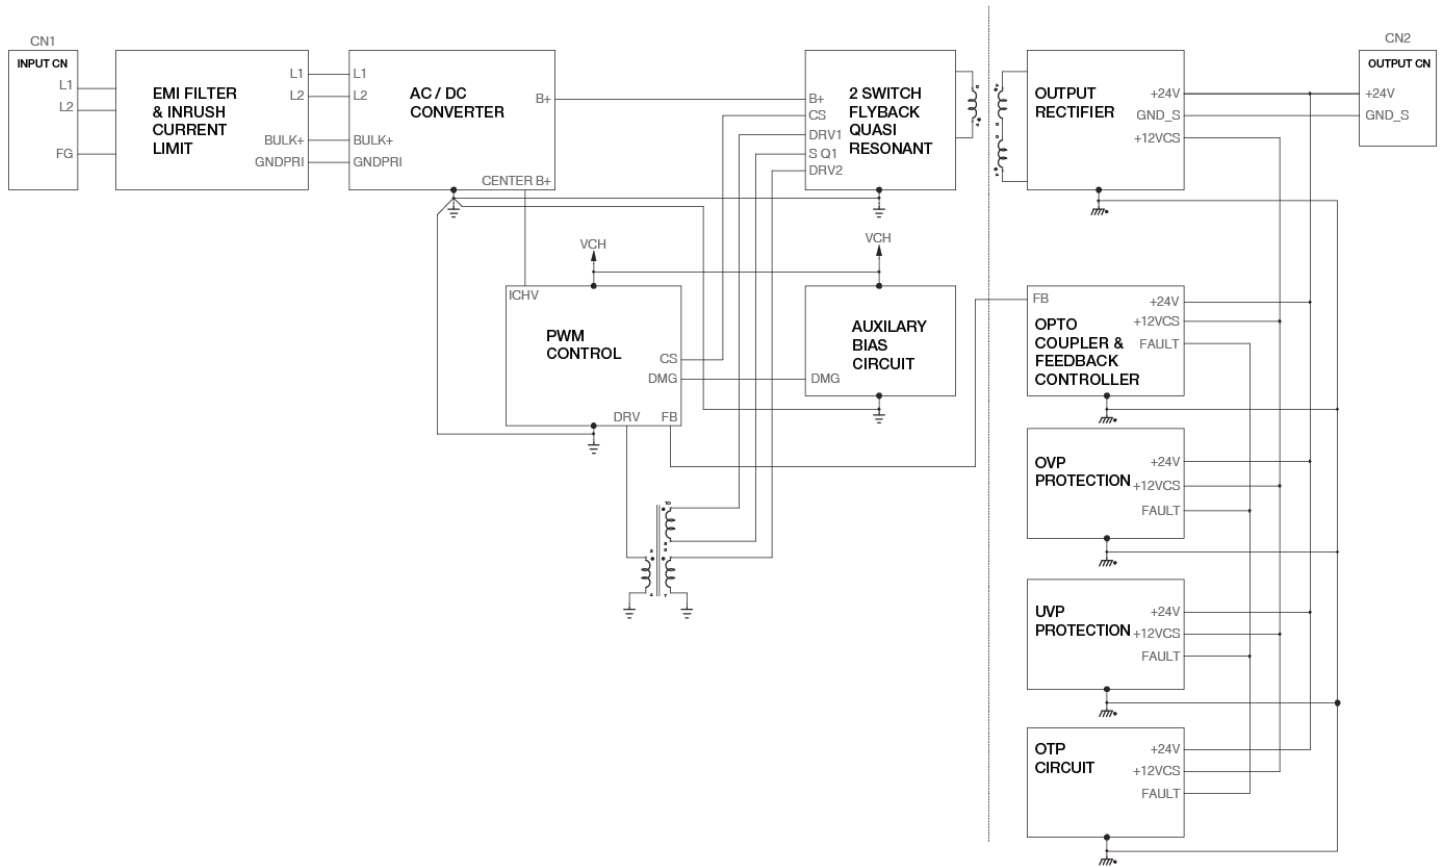 CN1
INPUT CN
L1
L2
FG
EMI FILTER
& INRUSH
CURRENT
LIMIT
L1
L2
BULK+
GNDPRI
L1
L2
BULK+
GNDPRI
AC / DC
CONVERTER
B+
CENTER B+
B+
CS
DRV1
S Q1
DRV2
2 SWITCH
FLYBACK
QUASI
RESONANT
OUTPUT
RECTIFIER
+24V
GND_S
+12VCS
CN2
OUTPUT CN
+24V
GND_S
VCH
VCH
ICHV
PWM
CONTROL
CS
DMG
DRV
FB
AUXILARY
BIAS
CIRCUIT
DMG
FB
OPTO
COUPLER &
FEEDBACK
CONTROLLER
+24V
+12VCS
FAULT
OVP
PROTECTION
+24V
+12VCS
FAULT
UVP
PROTECTION
+24V
+12VCS
FAULT
OTP
CIRCUIT
+24V
+12VCS
FAULT
10